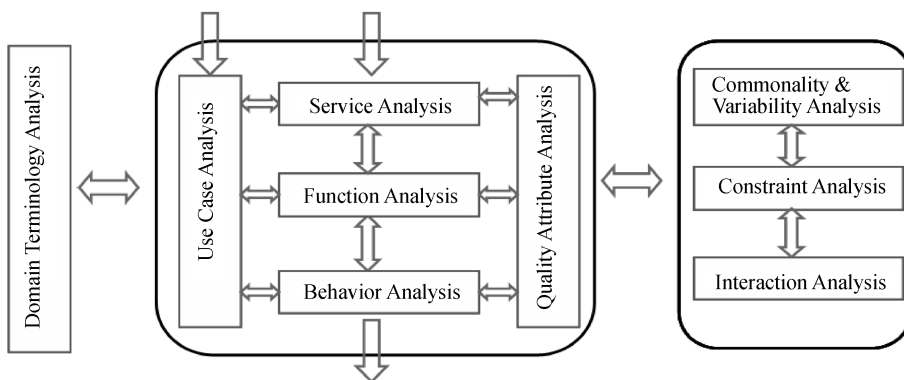 Domain Terminology Analysis
Use Case Analysis
Service Analysis
Function Analysis
Behavior Analysis
Quality Attribute Analysis
Commonality &
Variability Analysis
Constraint Analysis
Interaction Analysis